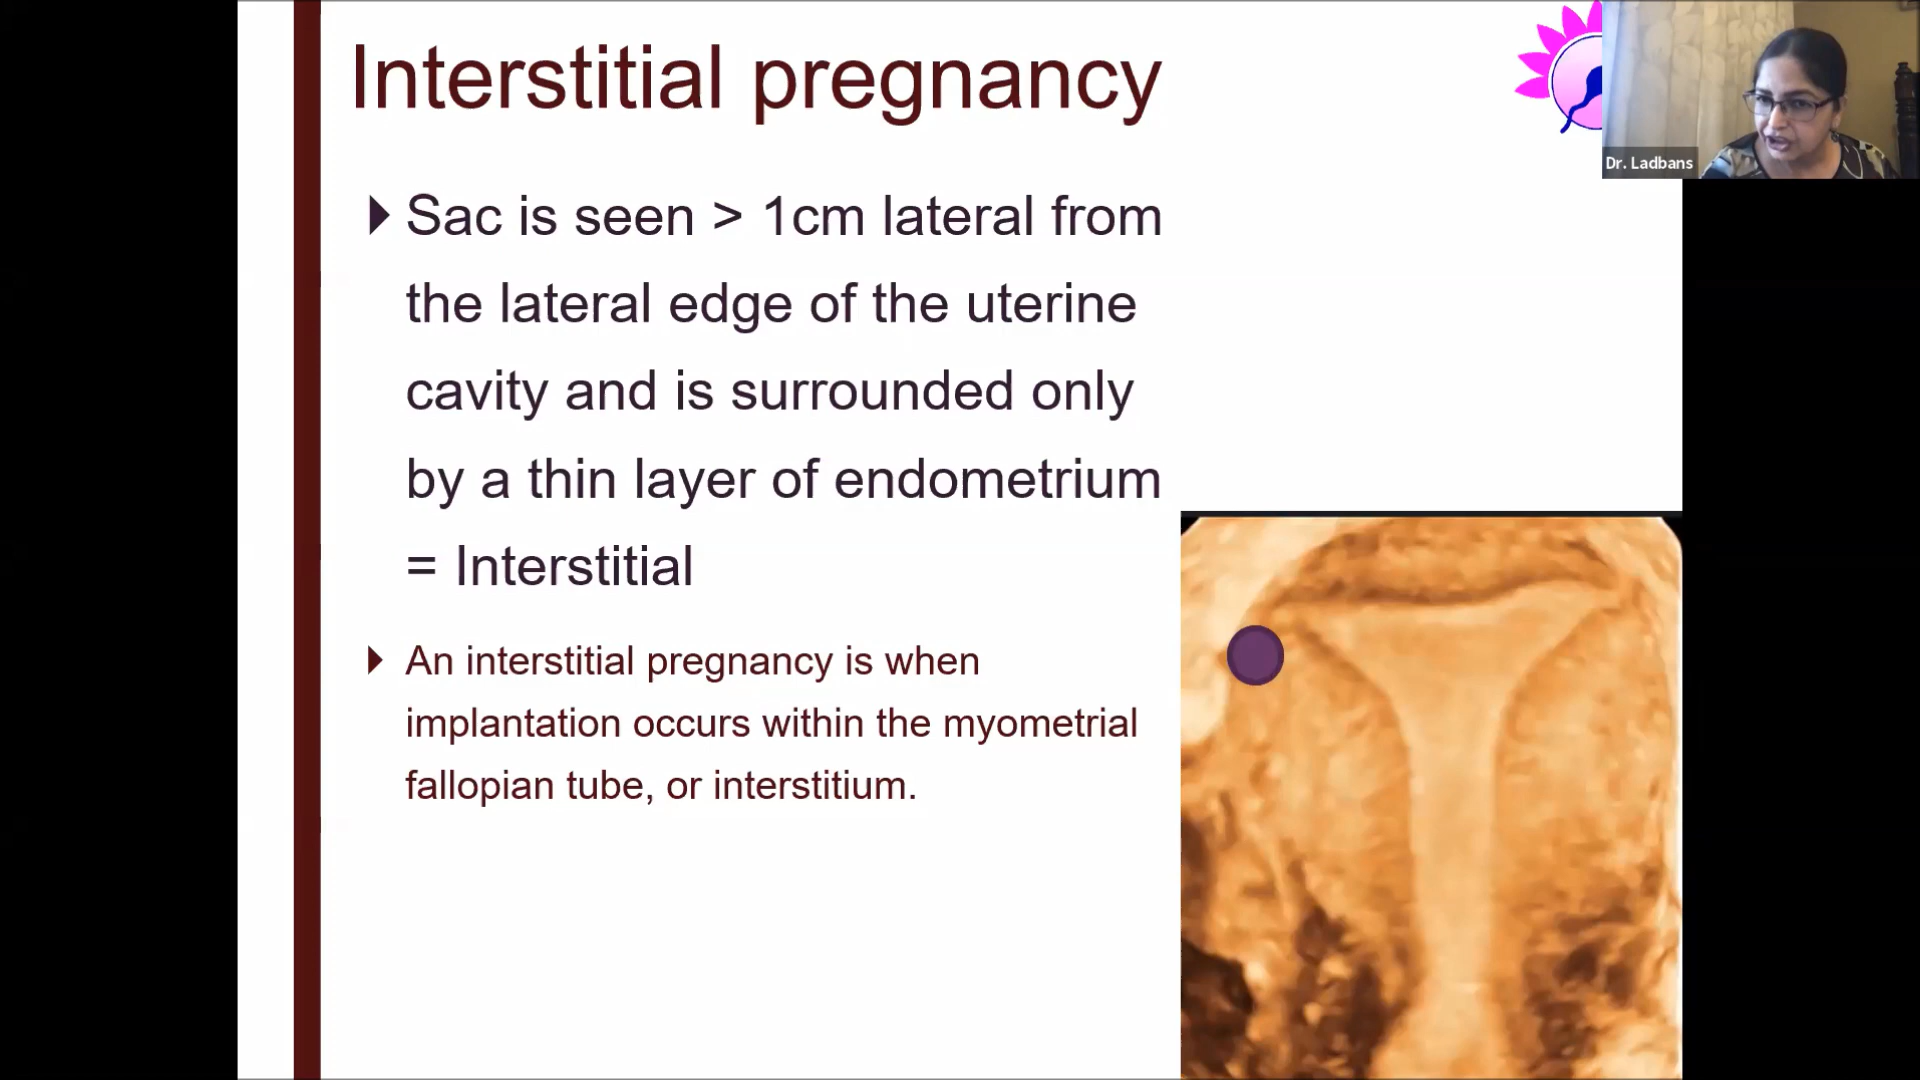 Interstitial pregnancy
Dr. Ladbans
Sac is seen > 1cm lateral from
the lateral edge of the uterine
cavity and is surrounded only
by a thin layer of endometrium
= Interstitial
An interstitial pregnancy is when
implantation occurs within the myometrial
fallopian tube, or interstitium.